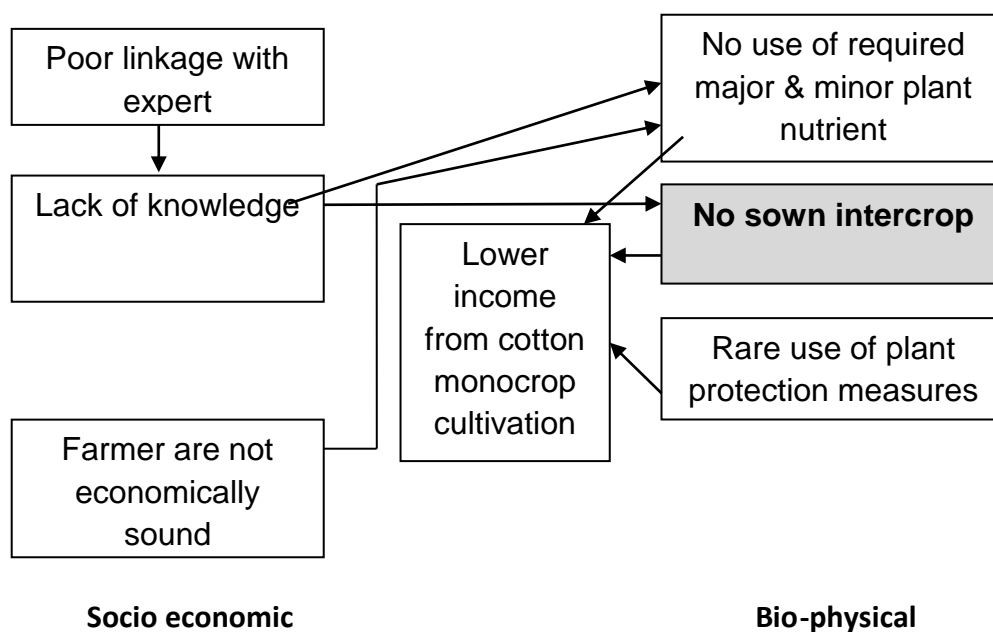 Poor linkage with
expert
Lack of knowledge
Farmer are not
economically
sound
Lower
income
from cotton
monocrop
cultivation
No use of required
major & minor plant
nutrient
No sown intercrop
Rare use of plant
protection measures
Socio economic
Bio-physical